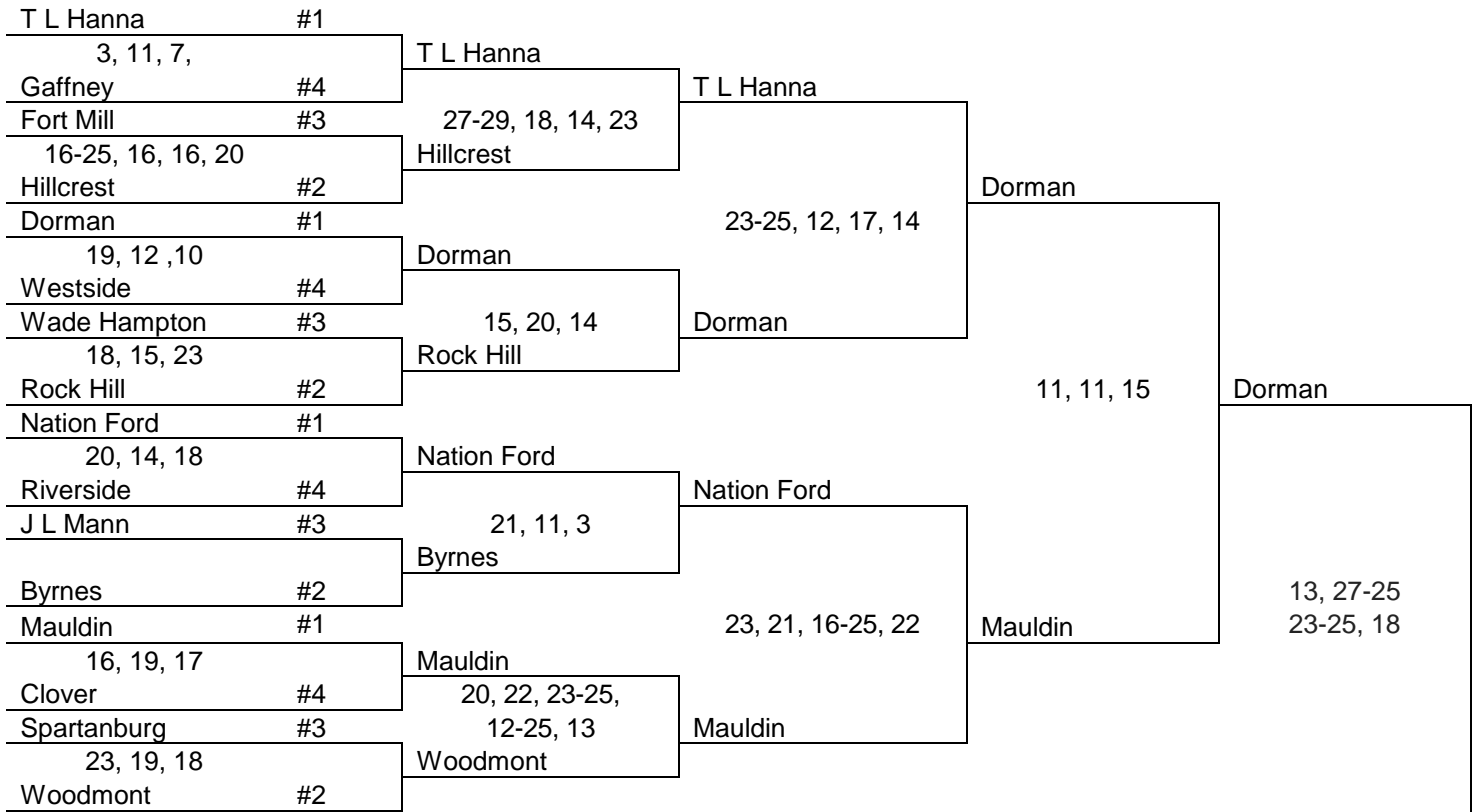 T L Hanna #1
3, 11, 7, T L Hanna
Gaffney #4 T L Hanna
Fort Mill #3 27-29, 18, 14, 23
16-25, 16, 16, 20 Hillcrest
Hillcrest #2 Dorman
Dorman #1 23-25, 12, 17, 14
19, 12 ,10 Dorman
Westside #4
Wade Hampton #3 15, 20, 14 Dorman
18, 15, 23 Rock Hill
Rock Hill #2 11, 11, 15 Dorman
Nation Ford #1
20, 14, 18 Nation Ford
Riverside #4 Nation Ford
J L Mann #3 21, 11, 3
Byrnes
Byrnes #2 13, 27-25
Mauldin #1 23, 21, 16-25, 22 Mauldin 23-25, 18
16, 19, 17 Mauldin
Clover #4 20, 22, 23-25,
Spartanburg #3 12-25, 13 Mauldin
23, 19, 18 Woodmont
Woodmont #2